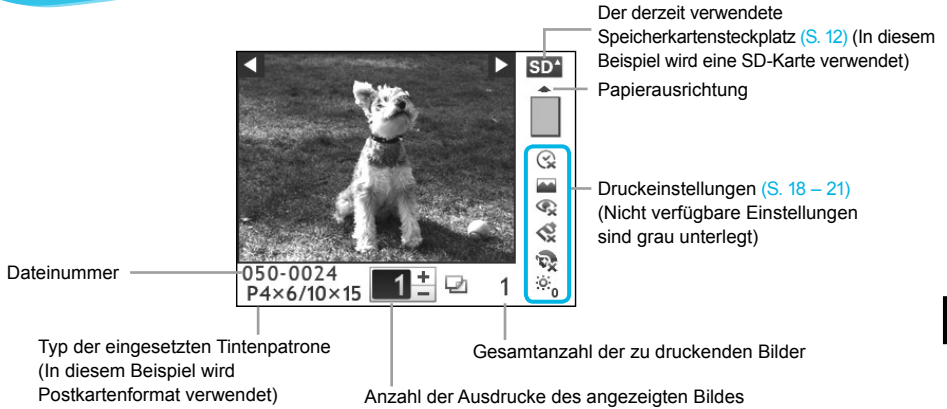 Der derzeit verwendete
Speicherkartensteckplatz (S. 12) (In diesem
Beispiel wird eine SD-Karte verwendet)
SD
Papierausrichtung
Druckeinstellungen (S. 18 – 21)
(Nicht verfügbare Einstellungen
sind grau unterlegt)
0
Dateinummer
050-0024
P4×6/10×15
1
+
−
1
Typ der eingesetzten Tintenpatrone
(In diesem Beispiel wird
Postkartenformat verwendet)
Gesamtanzahl der zu druckenden Bilder
Anzahl der Ausdrucke des angezeigten Bildes